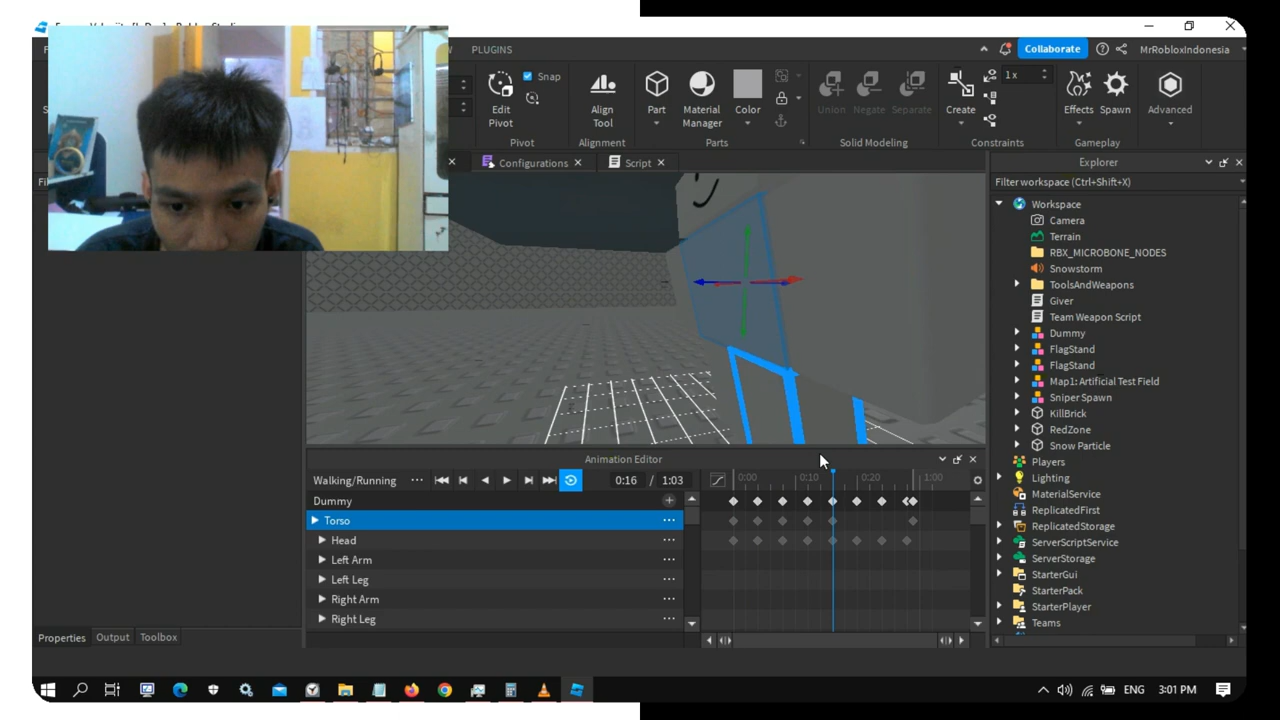 PLUGINS
Collaborate
MrRobloxIndonesia
Snap
1x
Edit
Pivot
Align
Tool
Part
Material
Manager
Color
Union
Negate
Separate
Create
Effects
Spawn
Advanced
Pivot
Alignment
Parts
Solid Modeling
Constraints
Gameplay
Configurations
Script
Explorer
Filter workspace (Ctrl+Shift+X)
Workspace
Camera
Terrain
RBX_MICROBONE_NODES
Snowstorm
ToolsAndWeapons
Giver
Team Weapon Script
Dummy
FlagStand
FlagStand
Map1: Artificial Test Field
Sniper Spawn
KillBrick
RedZone
Snow Particle
Players
Lighting
MaterialService
ReplicatedFirst
ReplicatedStorage
ServerScriptService
ServerStorage
StarterGui
StarterPack
StarterPlayer
Teams
Animation Editor
Walking/Running
0:16 / 1:03
0:00
0:10
0:20
1:00
Dummy
Torso
Head
Left Arm
Left Leg
Right Arm
Right Leg
Properties
Output
Toolbox
ENG
3:01 PM